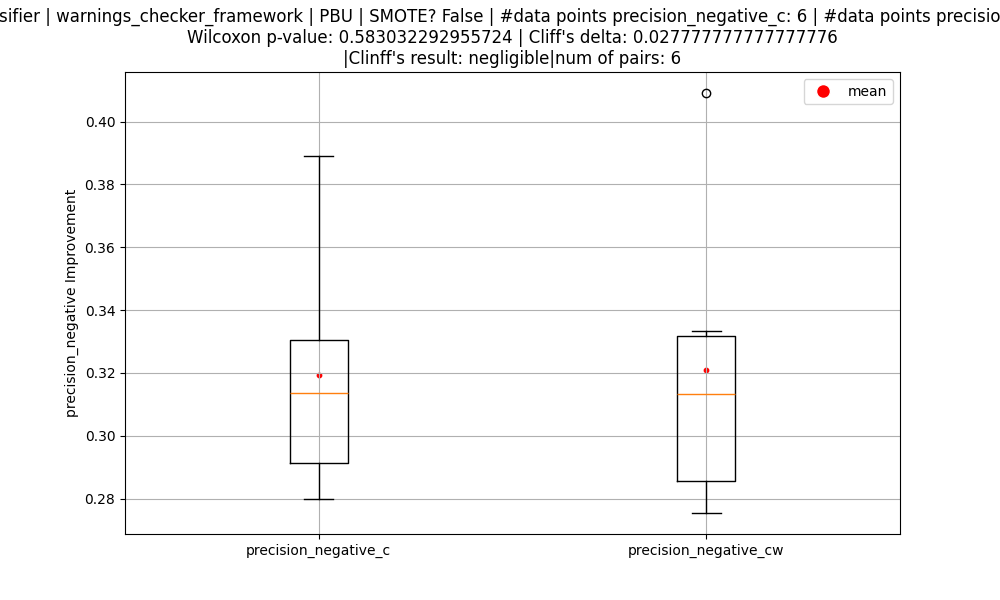 sifier | warnings_checker_framework | PBU | SMOTE? False | #data points precision_negative_c: 6 | #data points precisio
Wilcoxon p-value: 0.583032292955724 | Cliff's delta: 0.027777777777777776
|Clinff's result: negligible|num of pairs: 6
mean
0.40
0.38
0.36
0.34
0.32
0.30
0.28
precision_negative Improvement
precision_negative_c
precision_negative_cw